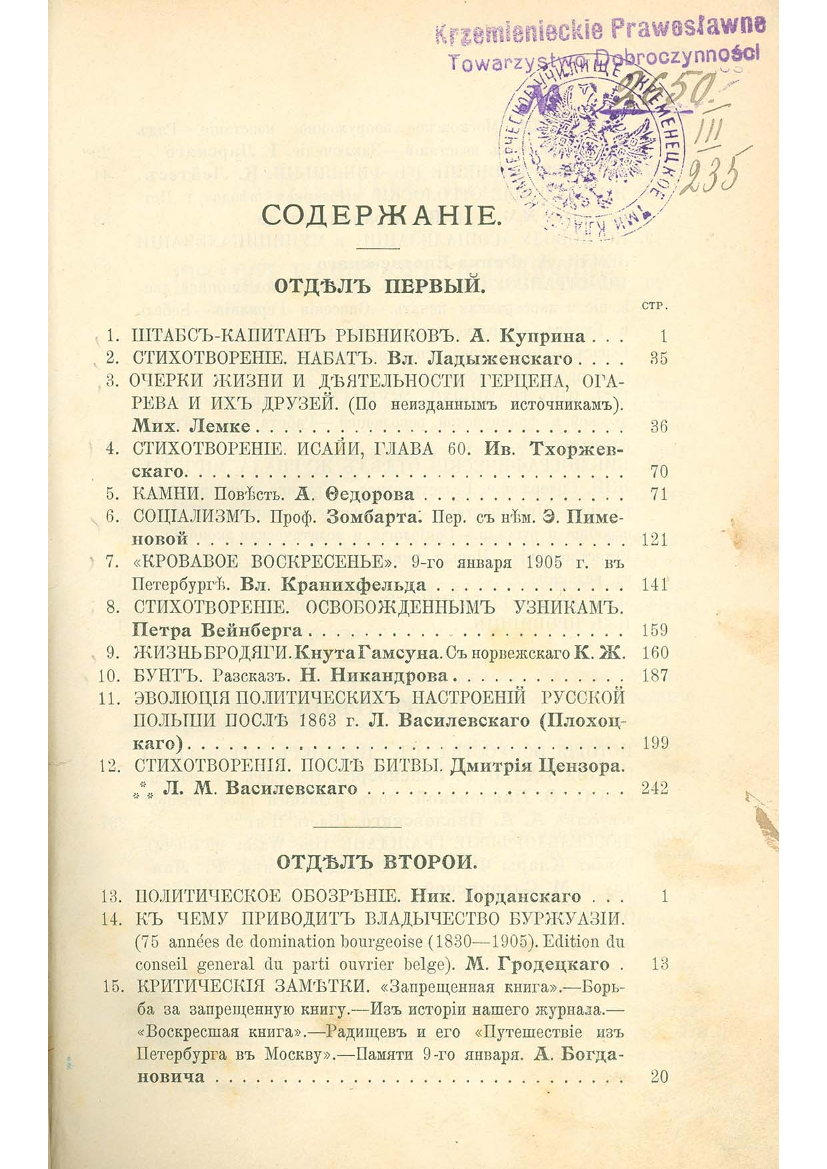 Krzemienieckie Prawosławne
Towarzystwo Dobroczynności
№ 2650.
III
235
СОДЕРЖАНІЕ.
ОТДѢЛЪ ПЕРВЫЙ.
СТР.
1. ШТАБСЪ-КАПИТАНЪ РЫБНИКОВЪ. А. Куприна . . . 1
2. СТИХОТВОРЕНІЕ. НАБАТЪ. Вл. Ладыженскаго . . . . 35
3. ОЧЕРКИ ЖИЗНИ И ДѢЯТЕЛЬНОСТИ ГЕРЦЕНА, ОГА-
РЕВА И ИХЪ ДРУЗЕЙ. (По неизданнымъ источникамъ).
Мих. Лемке . . . . . . . . . . . . . . . . . . . . . . . . . . 36
4. СТИХОТВОРЕНІЕ. ИСАЙИ, ГЛАВА 60. Ив. Тхоржев-
скаго. . . . . . . . . . . . . . . . . . . . . . . . . . . . . . 70
5. КАМНИ. Повѣсть. А. Ѳедорова . . . . . . . . . . . . . . 71
6. СОЦІАЛИЗМЪ. Проф. Зомбарта. Пер. съ нѣм. Э. Пиме-
новой . . . . . . . . . . . . . . . . . . . . . . . . . . . . . 121
7. «КРОВАВОЕ ВОСКРЕСЕНЬЕ». 9-го января 1905 г. въ
Петербургѣ. Вл. Кранихфельда . . . . . . . . . . . . . 141
8. СТИХОТВОРЕНІЕ. ОСВОБОЖДЕННЫМЪ УЗНИКАМЪ.
Петра Вейнберга . . . . . . . . . . . . . . . . . . . . . . 159
9. ЖИЗНЬ БРОДЯГИ. Кнута Гамсуна. Съ норвежскаго К. Ж. 160
10. БУНТЪ. Разсказъ. Н. Никандрова . . . . . . . . . . . . 187
11. ЭВОЛЮЦІЯ ПОЛИТИЧЕСКИХЪ НАСТРОЕНІЙ РУССКОЙ
ПОЛЬШИ ПОСЛѢ 1863 г. Л. Василевскаго (Плохоц-
каго) . . . . . . . . . . . . . . . . . . . . . . . . . . . . . . 199
12. СТИХОТВОРЕНІЯ. ПОСЛѢ БИТВЫ. Дмитрія Цензора.
⁂ Л. М. Василевскаго . . . . . . . . . . . . . . . . . . 242
ОТДѢЛЪ ВТОРОЙ.
13. ПОЛИТИЧЕСКОЕ ОБОЗРѢНІЕ. Ник. Іорданскаго . . . 1
14. КЪ ЧЕМУ ПРИВОДИТЪ ВЛАДЫЧЕСТВО БУРЖУАЗІИ.
(75 années de domination bourgeoise (1830—1905). Edition du
conseil general du parti ouvrier belge). М. Гродецкаго . 13
15. КРИТИЧЕСКІЯ ЗАМѢТКИ. «Запрещенная книга».—Борь-
ба за запрещенную книгу.—Изъ исторіи нашего журнала.—
«Воскресшая книга».—Радищевъ и его «Путешествіе изъ
Петербурга въ Москву».—Памяти 9-го января. А. Богда-
новича . . . . . . . . . . . . . . . . . . . . . . . . . . . . . 20